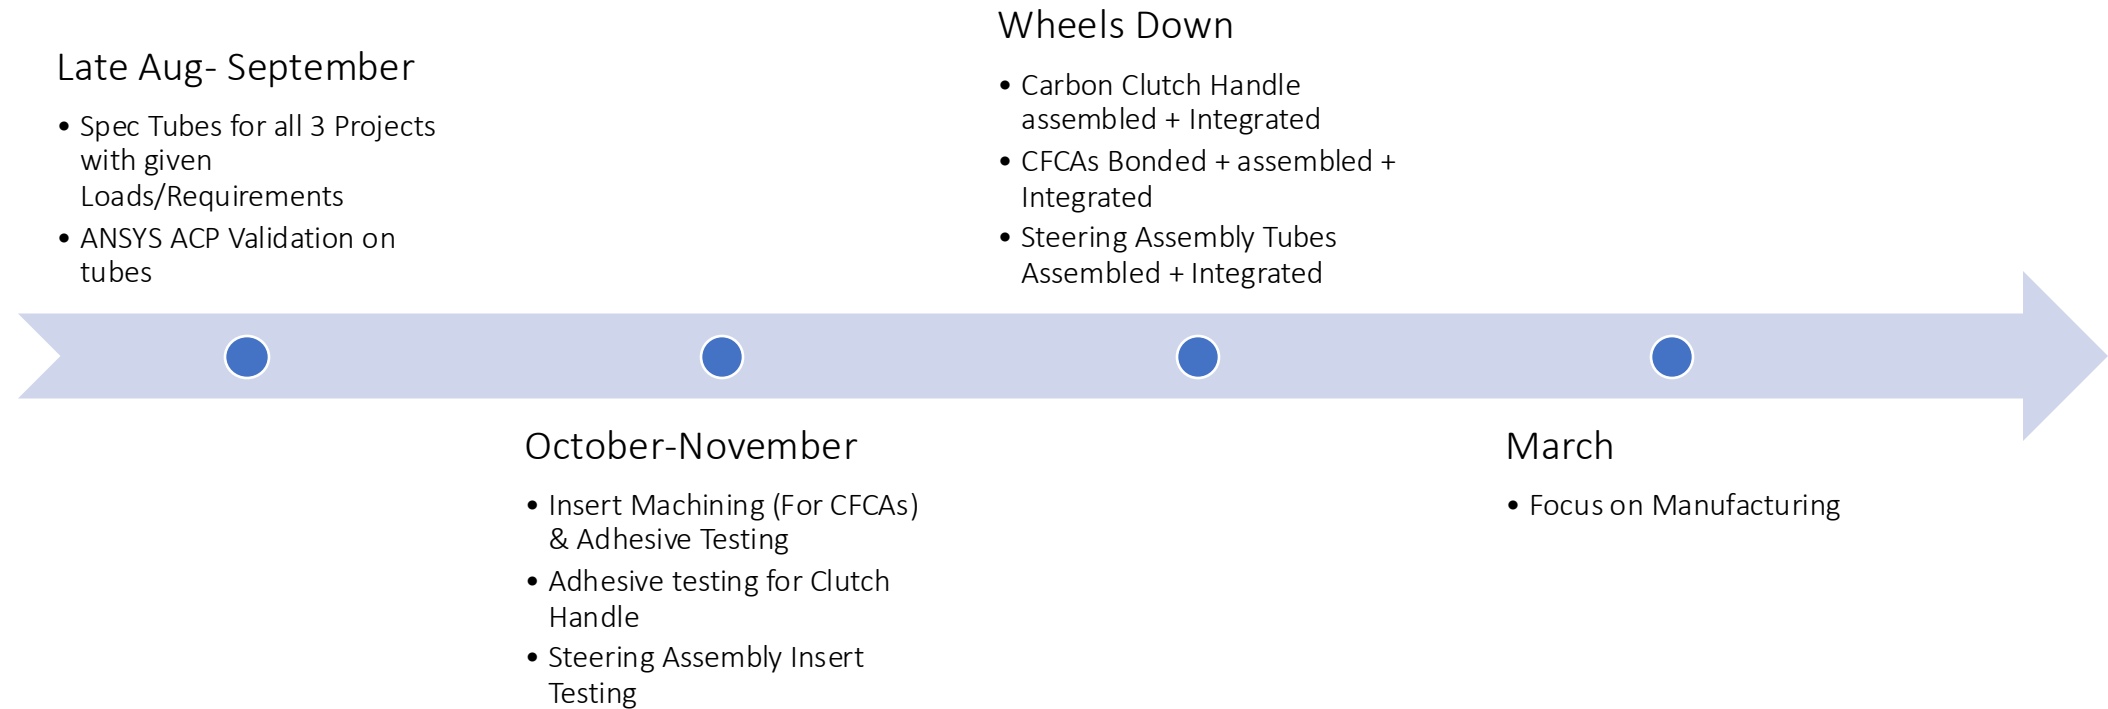 Late Aug- September
• Spec Tubes for all 3 Projects
with given
Loads/Requirements
• ANSYS ACP Validation on
tubes
October-November
• Insert Machining (For CFCAs)
& Adhesive Testing
• Adhesive testing for Clutch
Handle
• Steering Assembly Insert
Testing
Wheels Down
• Carbon Clutch Handle
assembled + Integrated
• CFCAs Bonded + assembled +
Integrated
• Steering Assembly Tubes
Assembled + Integrated
March
• Focus on Manufacturing